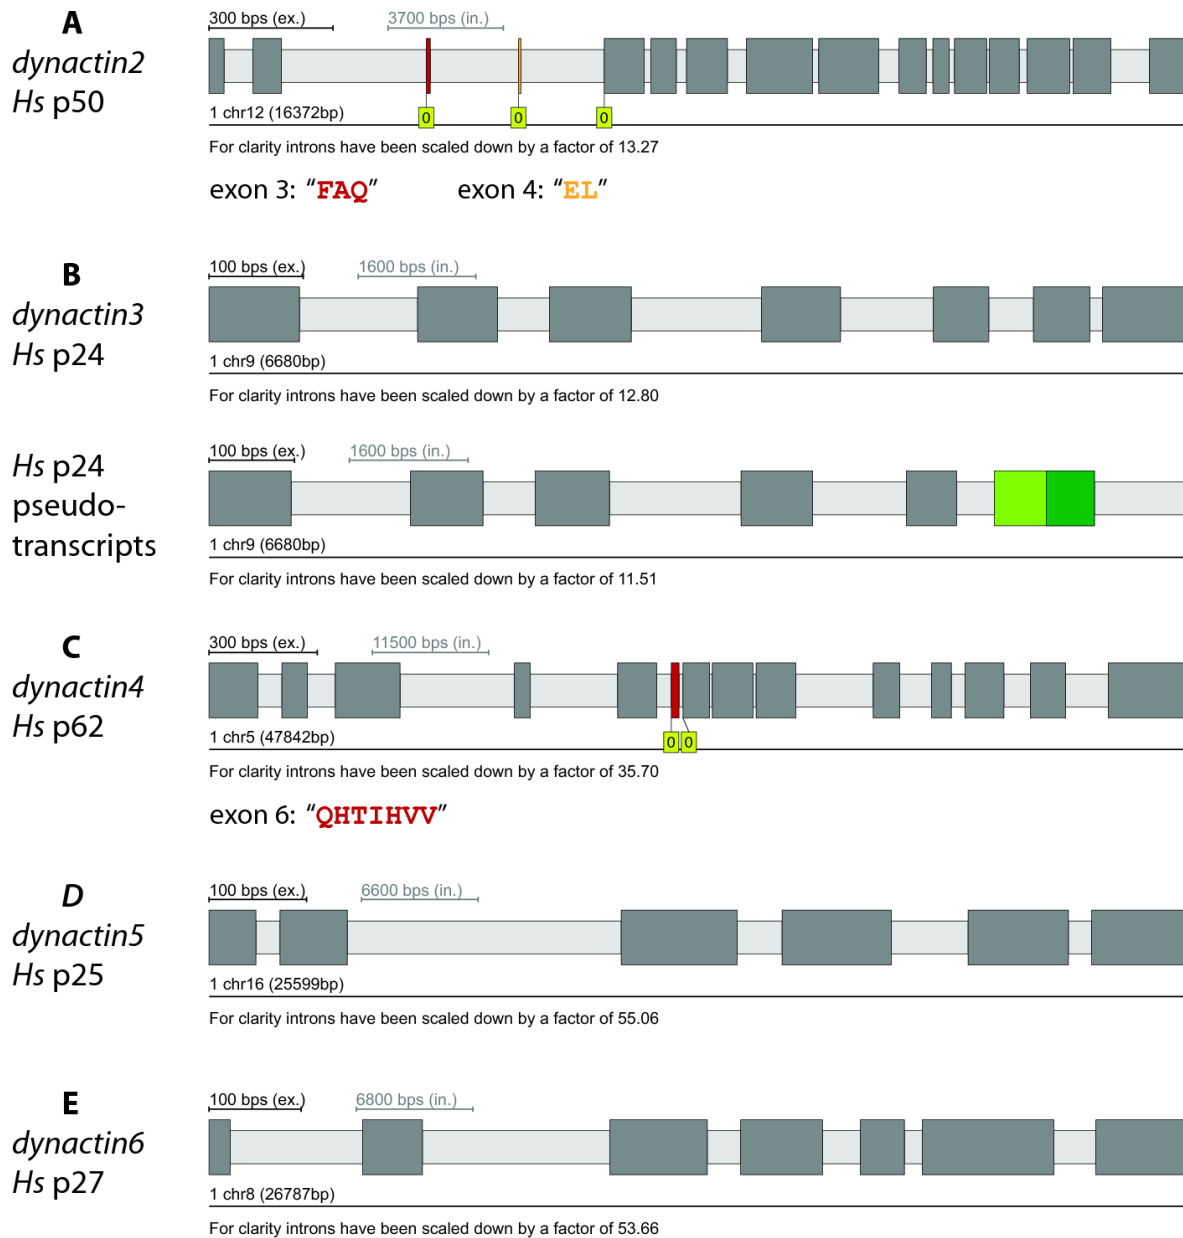 A
dynactin2
Hs p50
300 bps (ex.)
3700 bps (in.)
0
0
0
1 chr12 (16372bp)
For clarity introns have been scaled down by a factor of 13.27
exon 3: “FAQ”
exon 4: “EL”
B
dynactin3
Hs p24
100 bps (ex.)
1600 bps (in.)
1 chr9 (6680bp)
For clarity introns have been scaled down by a factor of 12.80
Hs p24
pseudo-
transcripts
100 bps (ex.)
1600 bps (in.)
1 chr9 (6680bp)
For clarity introns have been scaled down by a factor of 11.51
C
dynactin4
Hs p62
300 bps (ex.)
11500 bps (in.)
0
0
1 chr5 (47842bp)
For clarity introns have been scaled down by a factor of 35.70
exon 6: “QHTIHVV”
D
dynactin5
Hs p25
100 bps (ex.)
6600 bps (in.)
1 chr16 (25599bp)
For clarity introns have been scaled down by a factor of 55.06
E
dynactin6
Hs p27
100 bps (ex.)
6800 bps (in.)
1 chr8 (26787bp)
For clarity introns have been scaled down by a factor of 53.66